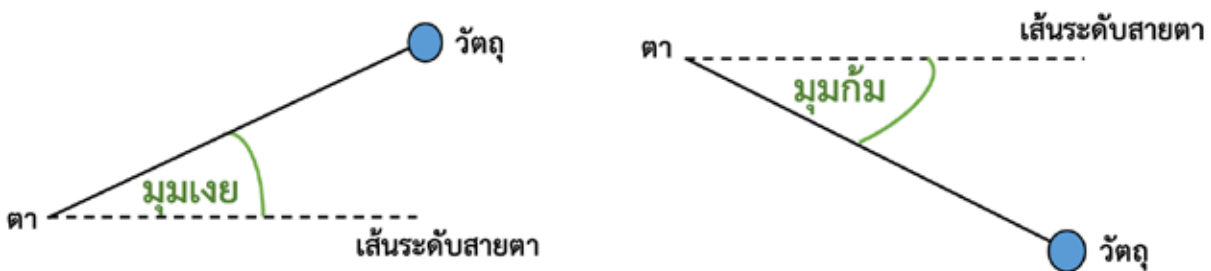 วัตถุ
มุมเงย
ตา
เส้นระดับสายตา
เส้นระดับสายตา
ตา
มุมก้ม
วัตถุ